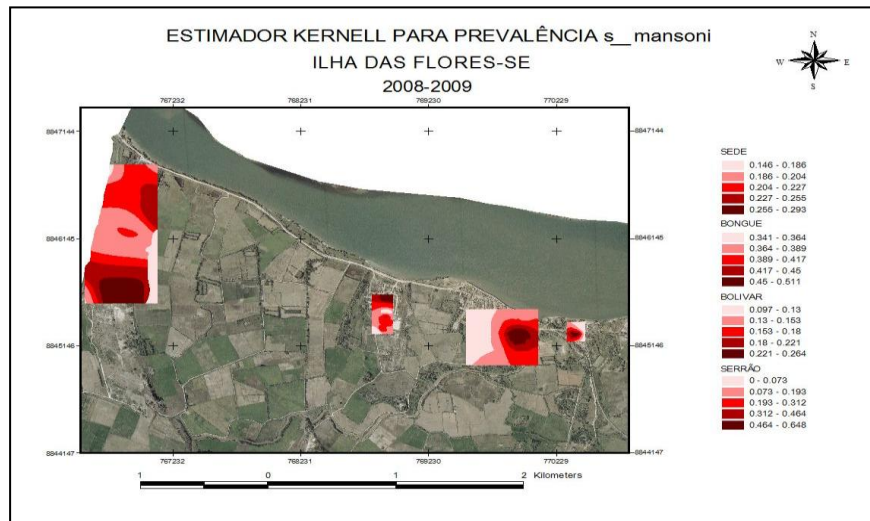 ESTIMADOR KERNELL PARA PREVALÊNCIA s__mansoni
ILHA DAS FLORES-SE
2008-2009
N
W E
S
767232 768231 769230 770229
8847144 8847144
8846145 8846145
8845146 8845146
8844147 8844147
767232 768231 769230 770229
1 0 1 2 Kilometers
SEDE
0.146 - 0.186
0.186 - 0.204
0.204 - 0.227
0.227 - 0.255
0.255 - 0.293
BONGUE
0.341 - 0.364
0.364 - 0.389
0.389 - 0.417
0.417 - 0.45
0.45 - 0.511
BOLIVAR
0.097 - 0.13
0.13 - 0.153
0.153 - 0.18
0.18 - 0.221
0.221 - 0.264
SERRÃO
0 - 0.073
0.073 - 0.193
0.193 - 0.312
0.312 - 0.464
0.464 - 0.648